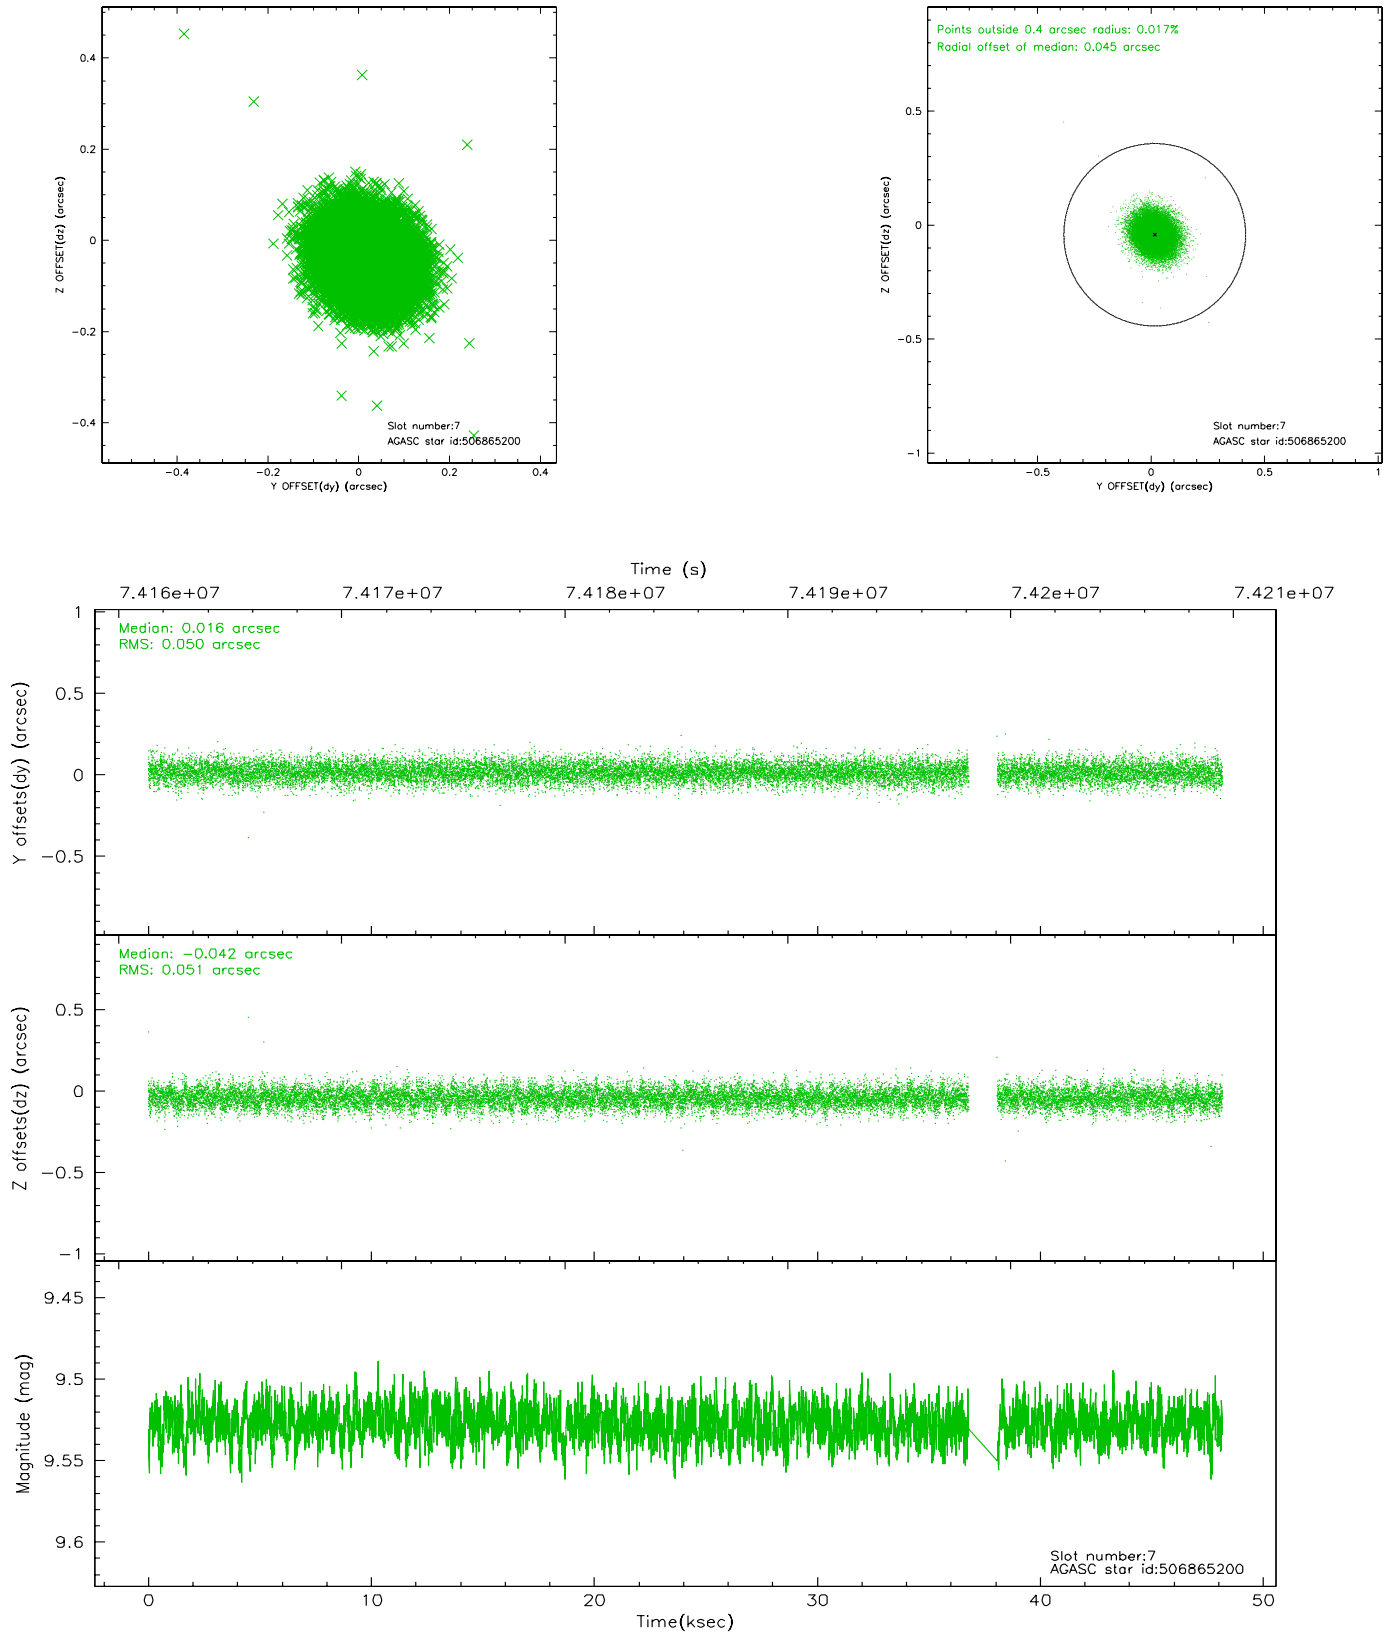 0.4
0.2
0
−0.2
−0.4
Z OFFSET(dz) (arcsec)
Slot number:7
AGASC star id:506865200
−0.4
−0.2
0
0.2
0.4
Y OFFSET(dy) (arcsec)
Points outside 0.4 arcsec radius: 0.017%
Radial offset of median: 0.045 arcsec
0.5
0
−0.5
−1
Z OFFSET(dz) (arcsec)
Slot number:7
AGASC star id:506865200
−0.5
0
0.5
1
Y OFFSET(dy) (arcsec)
Time (s)
7.416e+07
7.417e+07
7.418e+07
7.419e+07
7.42e+07
7.421e+07
Median: 0.016 arcsec
RMS: 0.050 arcsec
1
0.5
0
−0.5
Y offsets(dy) (arcsec)
Median: −0.042 arcsec
RMS: 0.051 arcsec
0.5
0
−0.5
−1
Z offsets(dz) (arcsec)
9.45
9.5
9.55
9.6
Magnitude (mag)
Slot number:7
AGASC star id:506865200
0
10
20
30
40
50
Time(ksec)